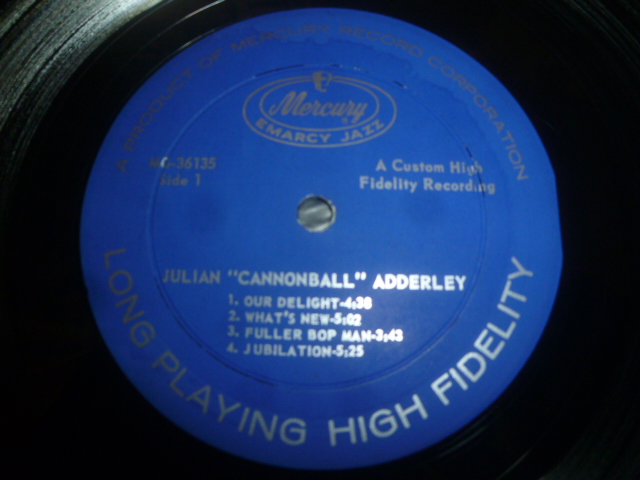 A PRODUCT OF MERCURY RECORD CORPORATION
Mercury
EMARCY JAZZ
MG-36135
Side 1
A Custom High
Fidelity Recording
JULIAN "CANNONBALL" ADDERLEY
1. OUR DELIGHT-4:38
2. WHAT'S NEW-5:02
3. FULLER BOP MAN-3:43
4. JUBILATION-5:25
LONG PLAYING HIGH FIDELITY